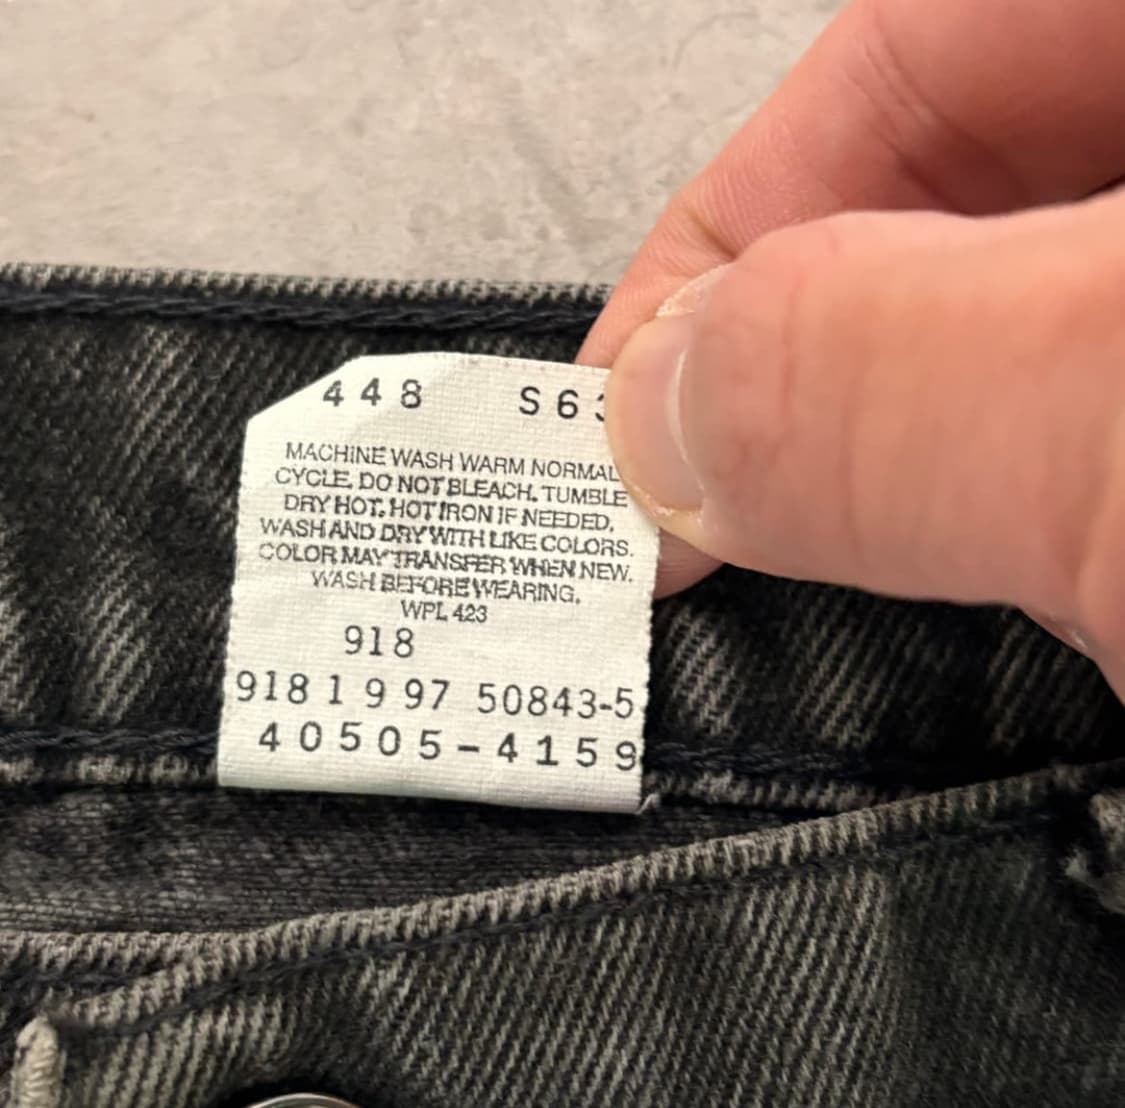 448 S63
MACHINE WASH WARM NORMAL
CYCLE. DO NOT BLEACH. TUMBLE
DRY HOT. HOT IRON IF NEEDED.
WASH AND DRY WITH LIKE COLORS.
COLOR MAY TRANSFER WHEN NEW.
WASH BEFORE WEARING.
WPL 423
918
918 1 9 97 50843-5
40505-4159